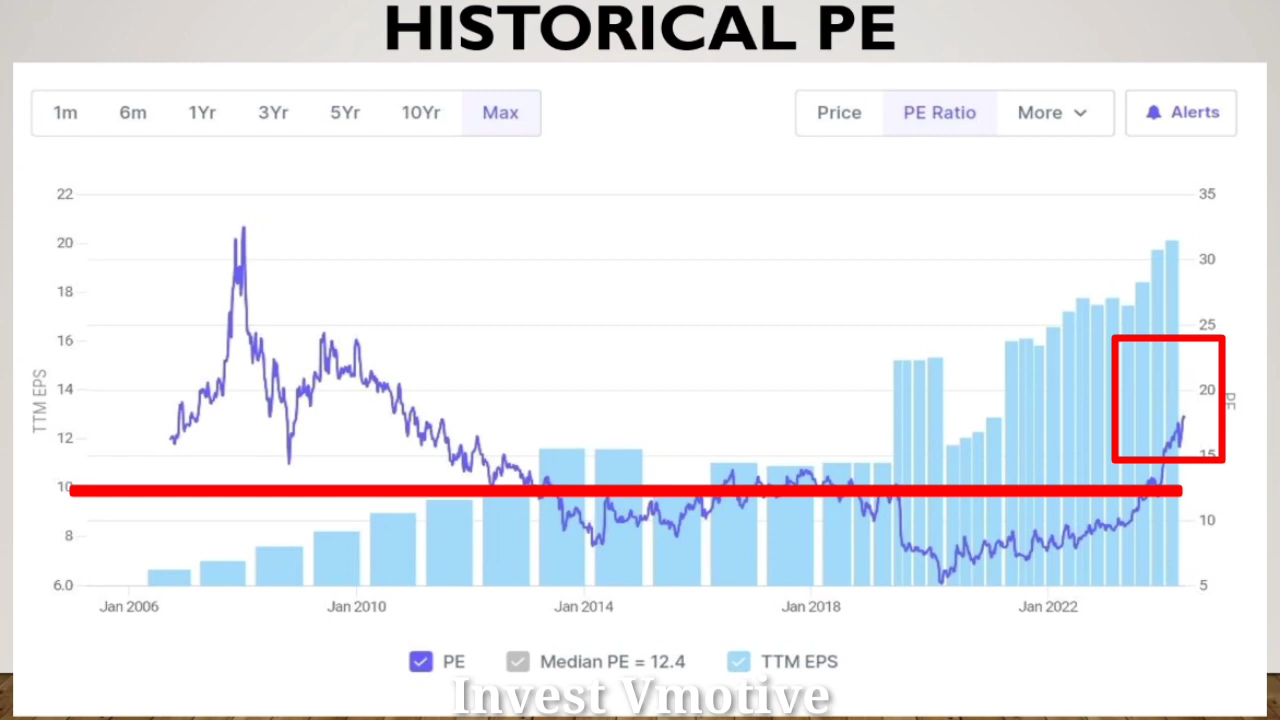 HISTORICAL PE
1m 6m 1Yr 3Yr 5Yr 10Yr Max Price PE Ratio More Alerts
22 35
20 30
18
16 25
14 20
12 15
10
8 10
6.0 5
TTM EPS
PE
Jan 2006 Jan 2010 Jan 2014 Jan 2018 Jan 2022
PE Median PE = 12.4 TTM EPS
Invest Vmotive